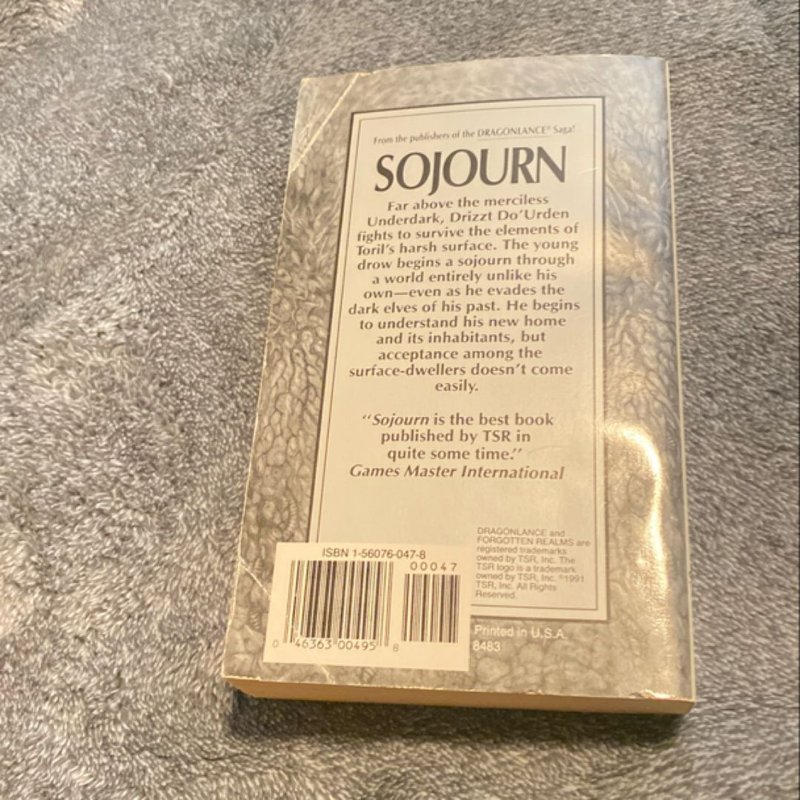 From the publishers of the DRAGONLANCE® Saga!
SOJOURN
Far above the merciless
Underdark, Drizzt Do'Urden
fights to survive the elements of
Toril's harsh surface. The young
drow begins a sojourn through
a world entirely unlike his
own—even as he evades the
dark elves of his past. He begins
to understand his new home
and its inhabitants, but
acceptance among the
surface-dwellers doesn't come
easily.
"Sojourn is the best book
published by TSR in
quite some time."
Games Master International
DRAGONLANCE and
FORGOTTEN REALMS are
registered trademarks
owned by TSR, Inc. The
TSR logo is a trademark
owned by TSR, Inc. ©1991
TSR, Inc. All Rights
Reserved.
ISBN 1-56076-047-8
00047
0 46363 00495 8
Printed in U.S.A.
8483